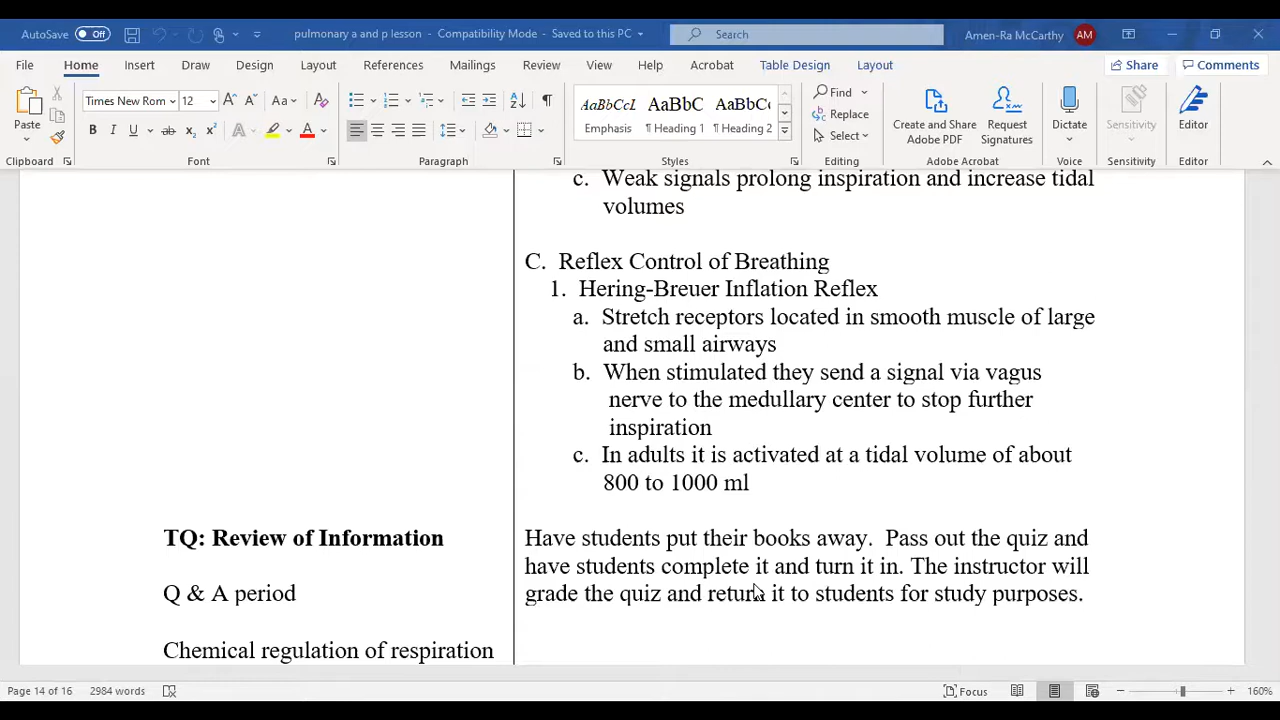 AutoSave Off pulmonary a and p lesson - Compatibility Mode - Saved to this PC Search Amen-Ra McCarthy AM
File Home Insert Draw Design Layout References Mailings Review View Help Acrobat Table Design Layout Share Comments
Paste
Clipboard
Times New Rom 12
Font
Paragraph
AaBbCcL AaBbC AaBbC
Emphasis ¶ Heading 1 ¶ Heading 2
Styles
Find
Replace
Select
Editing
Create and Share Adobe PDF
Request Signatures
Adobe Acrobat
Dictate
Voice
Sensitivity
Sensitivity
Editor
Editor
c. Weak signals prolong inspiration and increase tidal
volumes
C. Reflex Control of Breathing
1. Hering-Breuer Inflation Reflex
a. Stretch receptors located in smooth muscle of large
and small airways
b. When stimulated they send a signal via vagus
nerve to the medullary center to stop further
inspiration
c. In adults it is activated at a tidal volume of about
800 to 1000 ml
TQ: Review of Information
Q & A period
Chemical regulation of respiration
Have students put their books away. Pass out the quiz and
have students complete it and turn it in. The instructor will
grade the quiz and return it to students for study purposes.
Page 14 of 16 2984 words Focus 160%